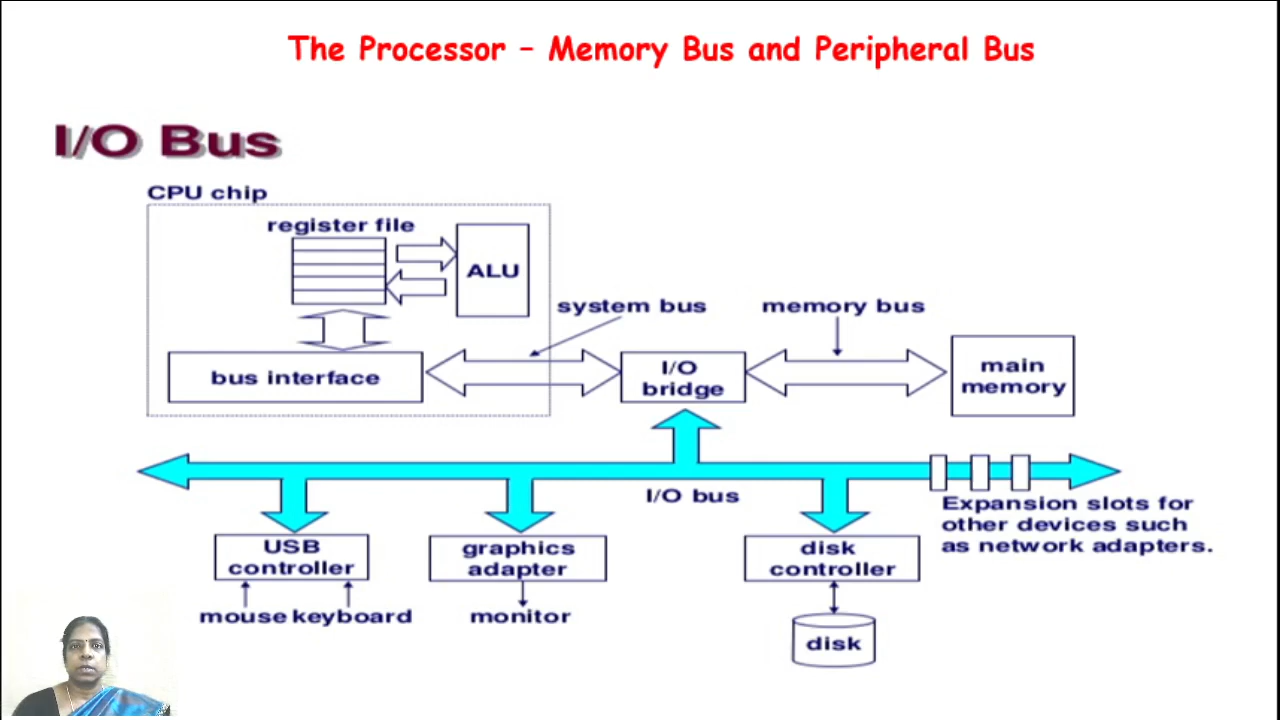 The Processor – Memory Bus and Peripheral Bus
I/O Bus
CPU chip
register file
ALU
system bus
memory bus
bus interface
I/O
bridge
main
memory
I/O bus
Expansion slots for
other devices such
as network adapters.
USB
controller
graphics
adapter
disk
controller
mouse keyboard
monitor
disk